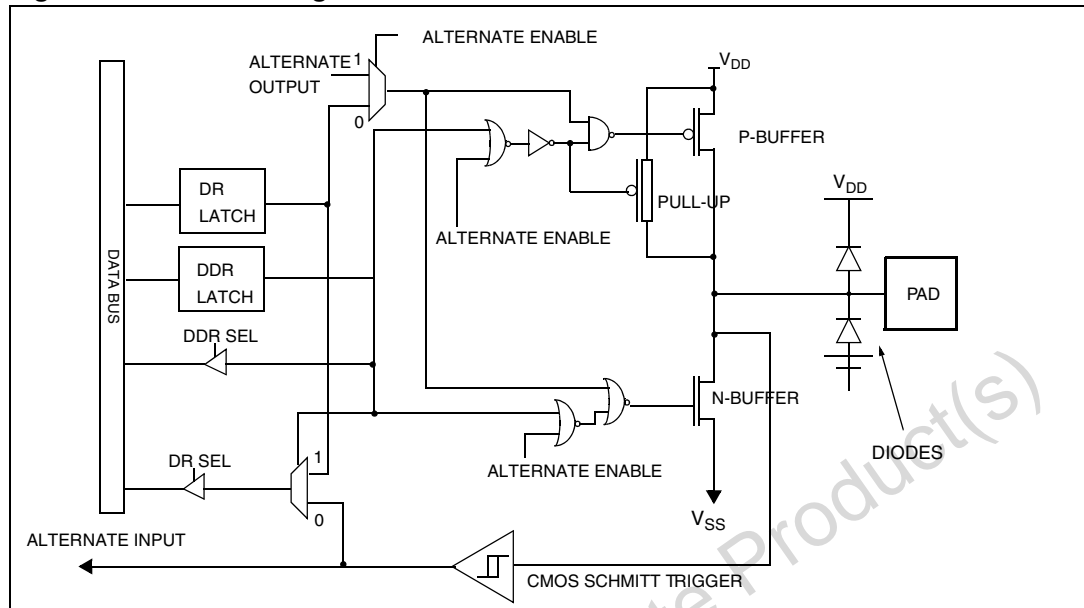 ALTERNATE ENABLE
ALTERNATE 1
OUTPUT
0
VDD
P-BUFFER
PULL-UP
VDD
ALTERNATE ENABLE
DR
LATCH
DDR
LATCH
DATA BUS
PAD
DDR SEL
N-BUFFER
DIODES
DR SEL
1
0
ALTERNATE ENABLE
VSS
ALTERNATE INPUT
CMOS SCHMITT TRIGGER
Product(s)